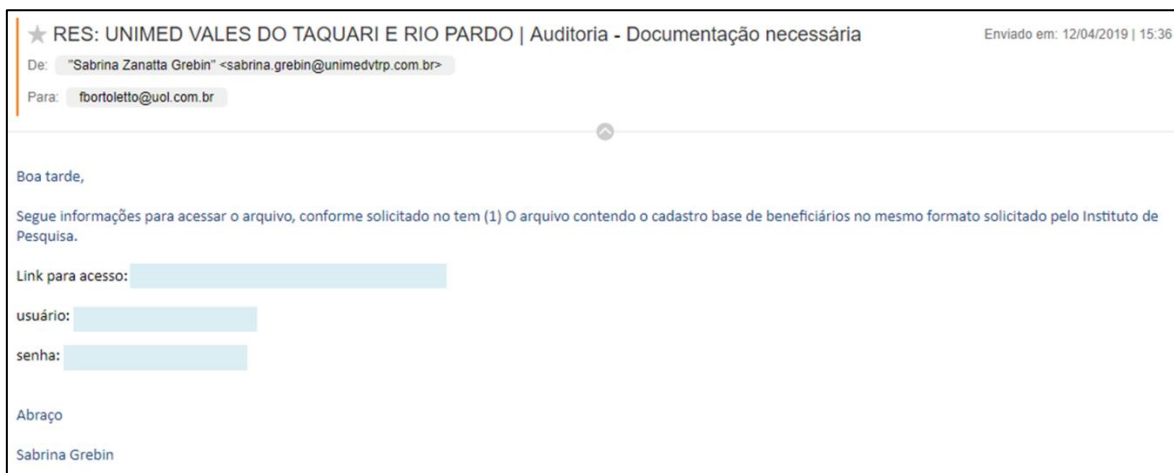 RES: UNIMED VALES DO TAQUARI E RIO PARDO | Auditoria - Documentação necessária
Enviado em: 12/04/2019 | 15:36
De: "Sabrina Zanatta Grebin" <sabrina.grebin@unimedvtrp.com.br>
Para: fbortoletto@uol.com.br
Boa tarde,
Segue informações para acessar o arquivo, conforme solicitado no tem (1) O arquivo contendo o cadastro base de beneficiários no mesmo formato solicitado pelo Instituto de
Pesquisa.
Link para acesso:
usuário:
senha:
Abraço
Sabrina Grebin